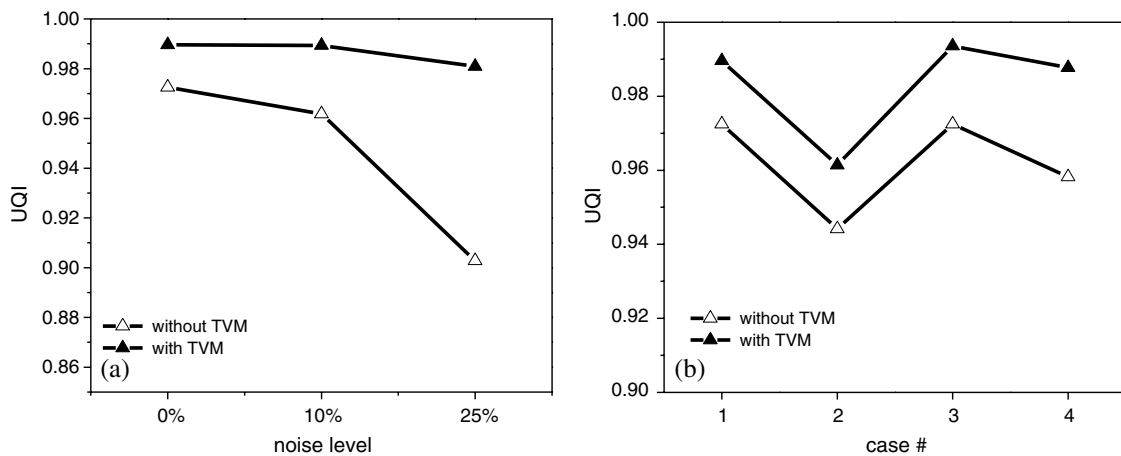 1.00
0.98
0.96
0.94
0.92
0.90
0.88
0.86
UQI
without TVM
with TVM
(a)
0% 10% 25%
noise level
1.00
0.98
0.96
0.94
0.92
0.90
UQI
without TVM
with TVM
(b)
1 2 3 4
case #